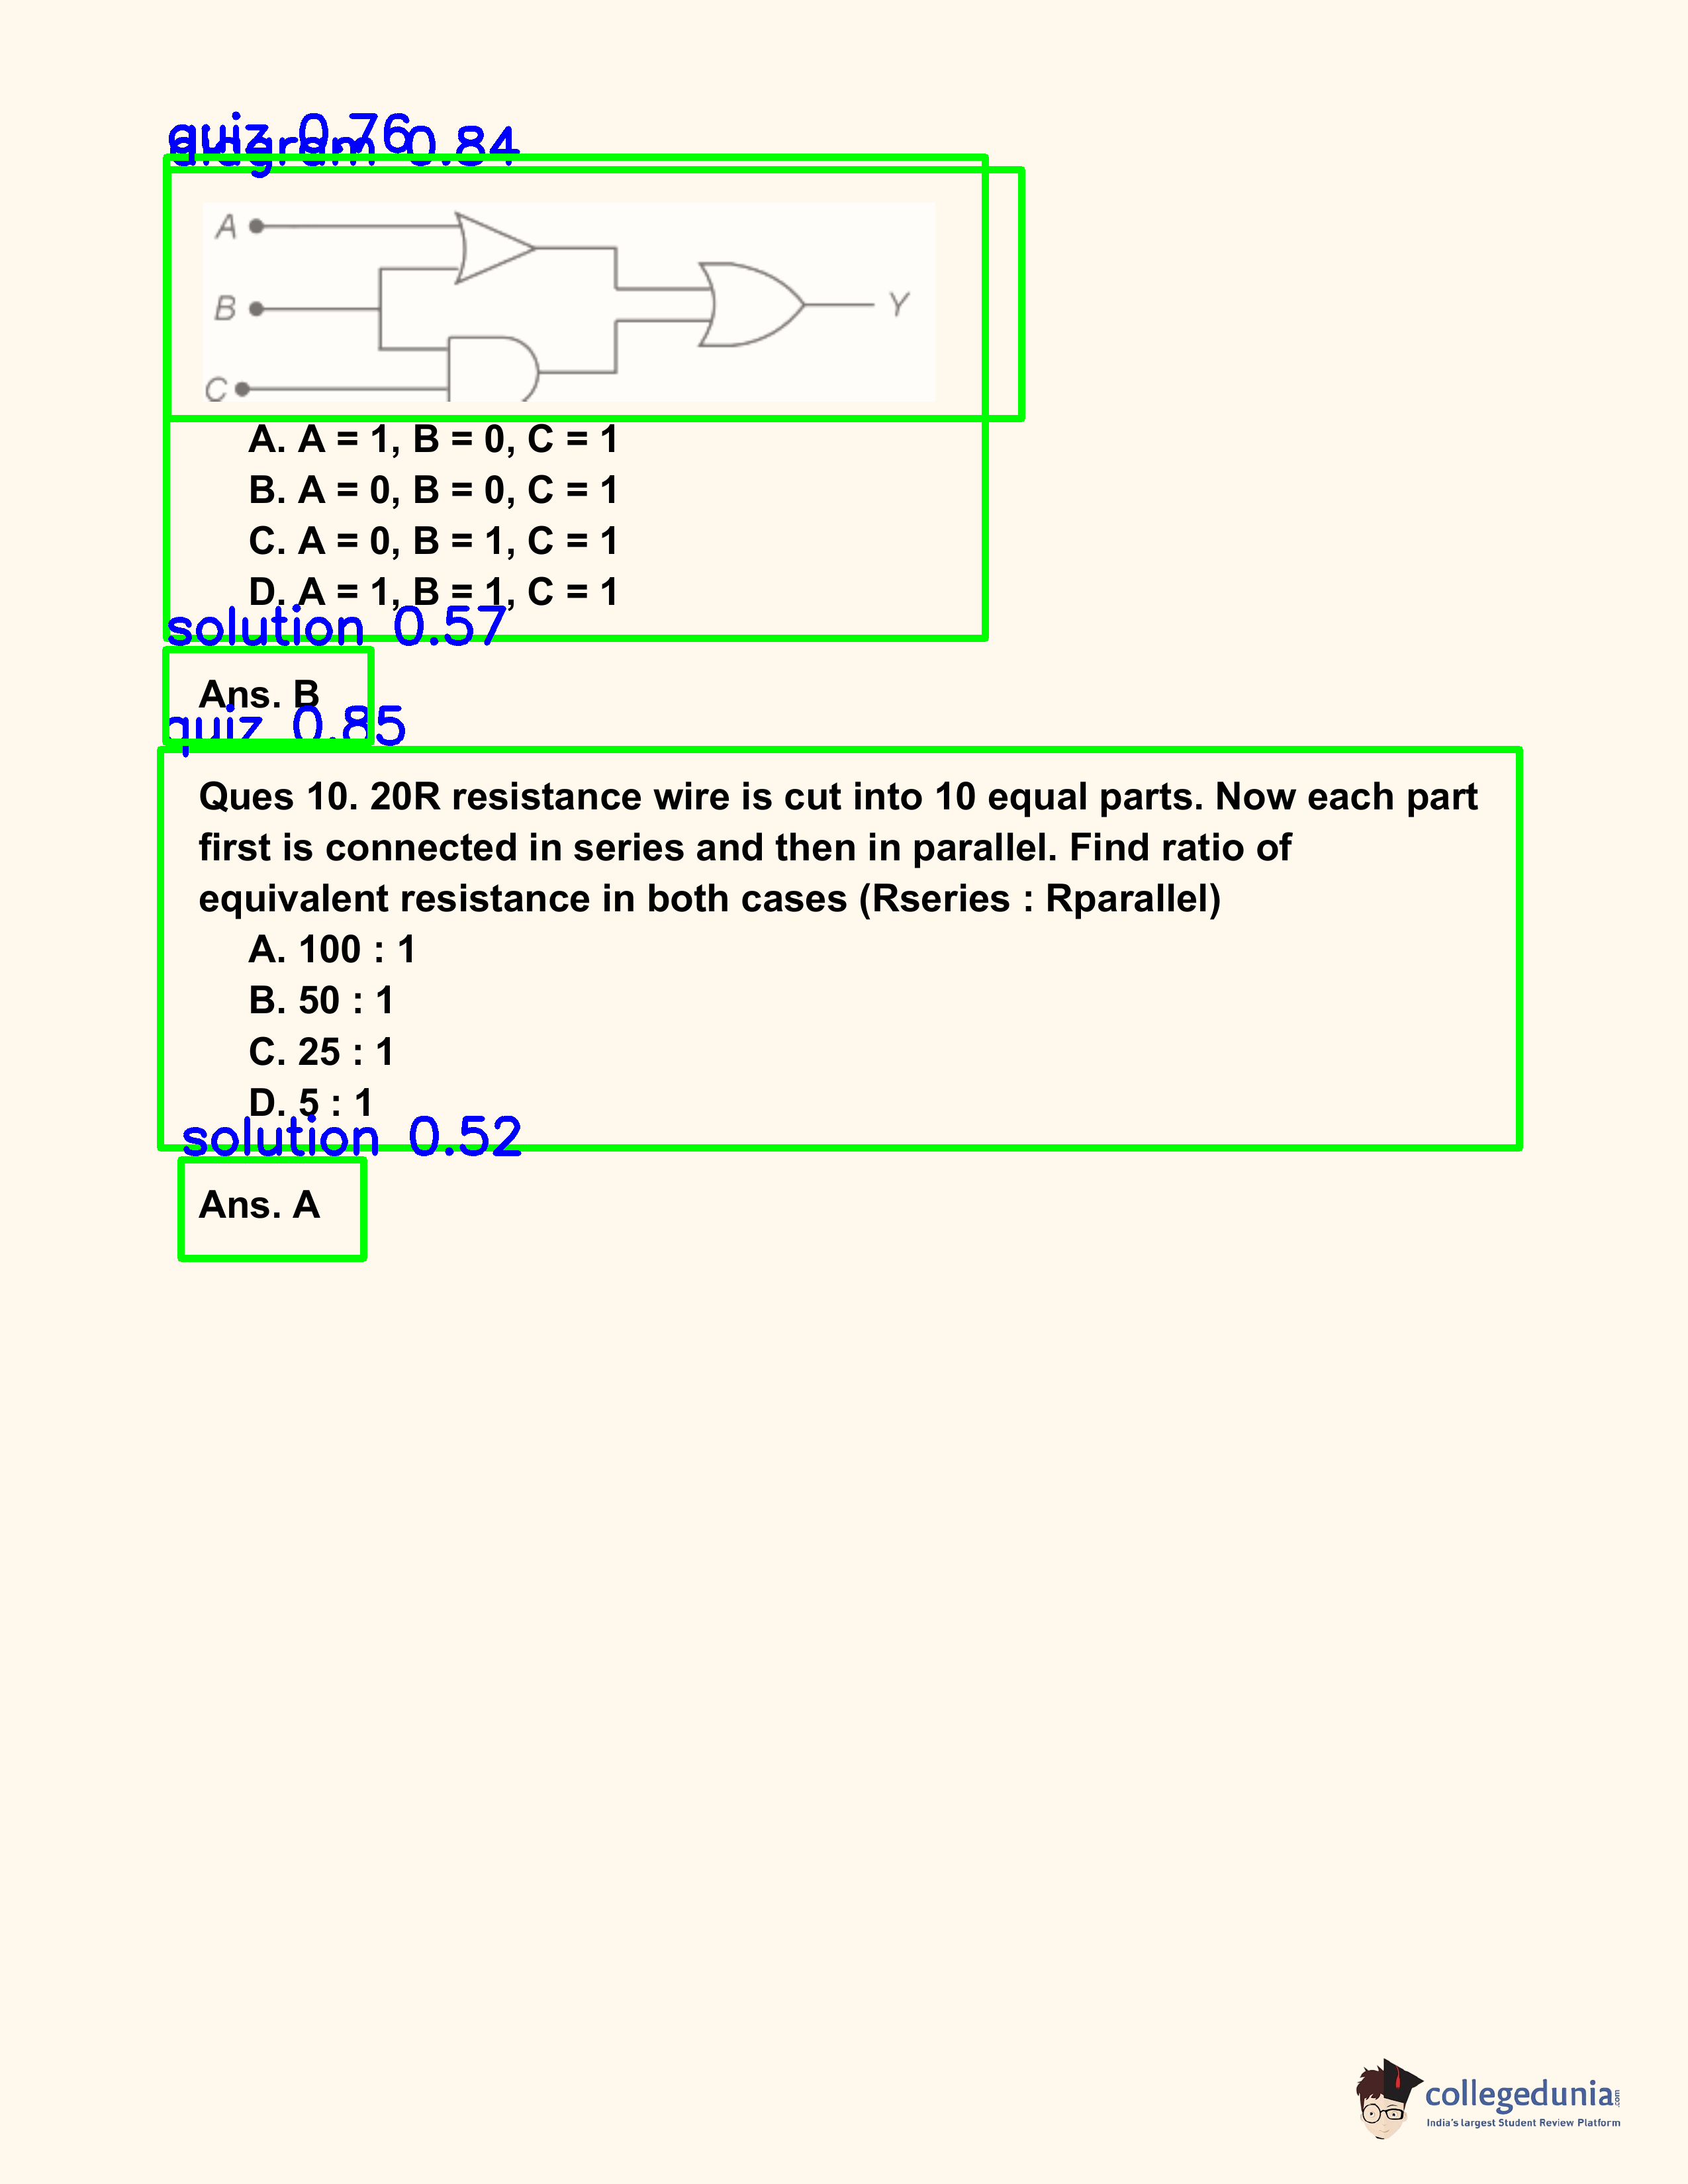 quiz 0.76
diagram 0.84
A
B
C
Y
A. A = 1, B = 0, C = 1
B. A = 0, B = 0, C = 1
C. A = 0, B = 1, C = 1
D. A = 1, B = 1, C = 1
solution 0.57
Ans. B
quiz 0.85
Ques 10. 20R resistance wire is cut into 10 equal parts. Now each part
first is connected in series and then in parallel. Find ratio of
equivalent resistance in both cases (Rseries : Rparallel)
A. 100 : 1
B. 50 : 1
C. 25 : 1
D. 5 : 1
solution 0.52
Ans. A
collegedunia.com
India's largest Student Review Platform